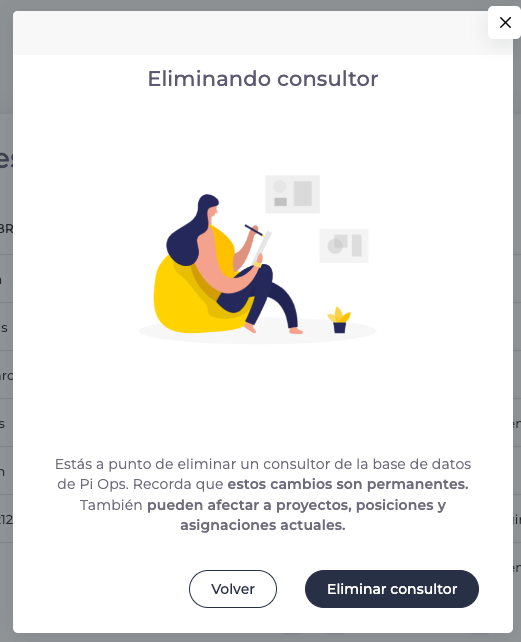 Eliminando consultor
Estás a punto de eliminar un consultor de la base de datos
de Pi Ops. Recorda que estos cambios son permanentes.
También pueden afectar a proyectos, posiciones y
asignaciones actuales.
Volver
Eliminar consultor